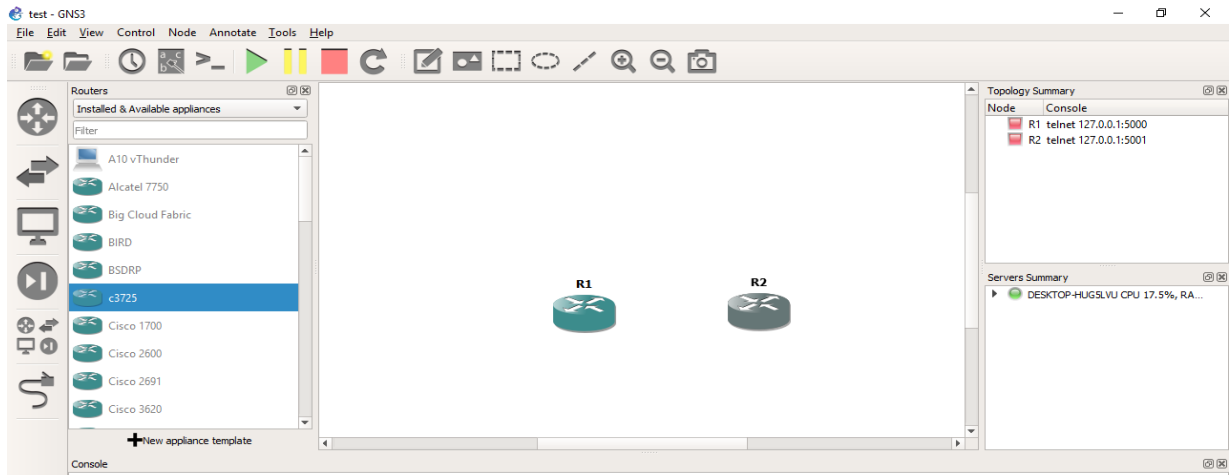 test - GNS3
File Edit View Control Node Annotate Tools Help
Routers
Installed & Available appliances
Filter
A10 vThunder
Alcatel 7750
Big Cloud Fabric
BIRD
BSDRP
c3725
Cisco 1700
Cisco 2600
Cisco 2691
Cisco 3620
New appliance template
R1
R2
Topology Summary
Node Console
R1 telnet 127.0.0.1:5000
R2 telnet 127.0.0.1:5001
Servers Summary
DESKTOP-HUG5LVU CPU 17.5%, RA...
Console